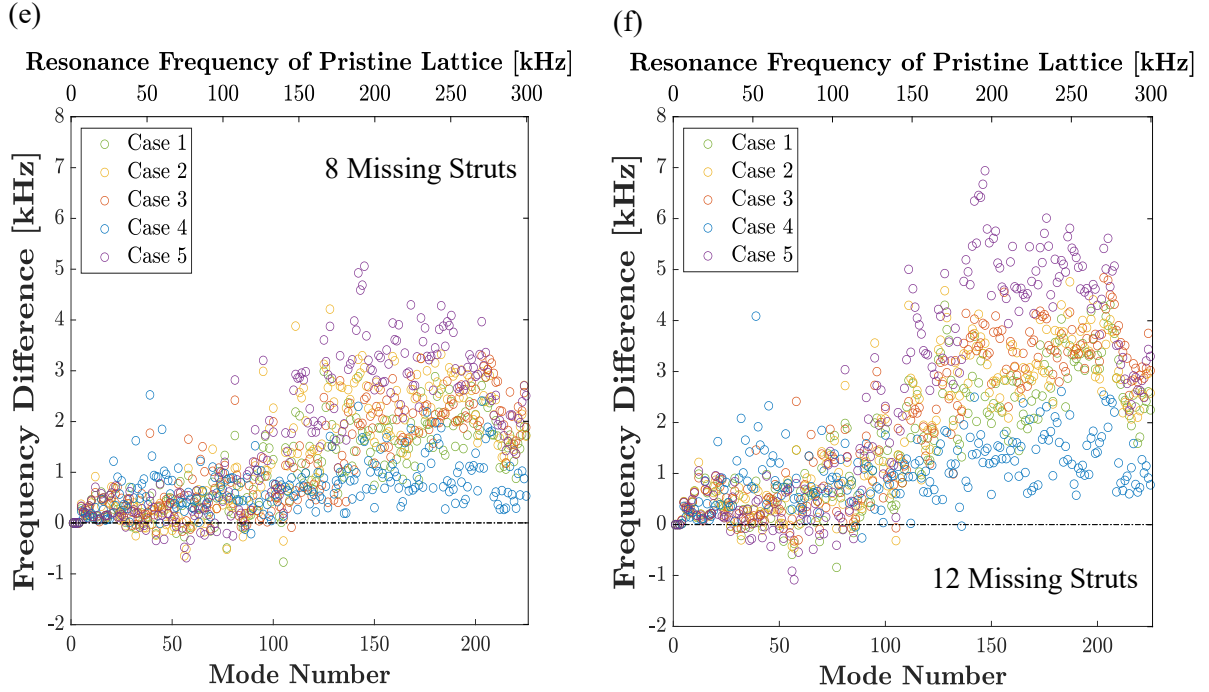 (e)
Resonance Frequency of Pristine Lattice [kHz]
0 50 100 150 200 250 300
8
7
6
5
4
3
2
1
0
-1
-2
Frequency Difference [kHz]
Case 1
Case 2
Case 3
Case 4
Case 5
8 Missing Struts
0 50 100 150 200
Mode Number
(f)
Resonance Frequency of Pristine Lattice [kHz]
0 50 100 150 200 250 300
8
7
6
5
4
3
2
1
0
-1
-2
Frequency Difference [kHz]
Case 1
Case 2
Case 3
Case 4
Case 5
12 Missing Struts
0 50 100 150 200
Mode Number